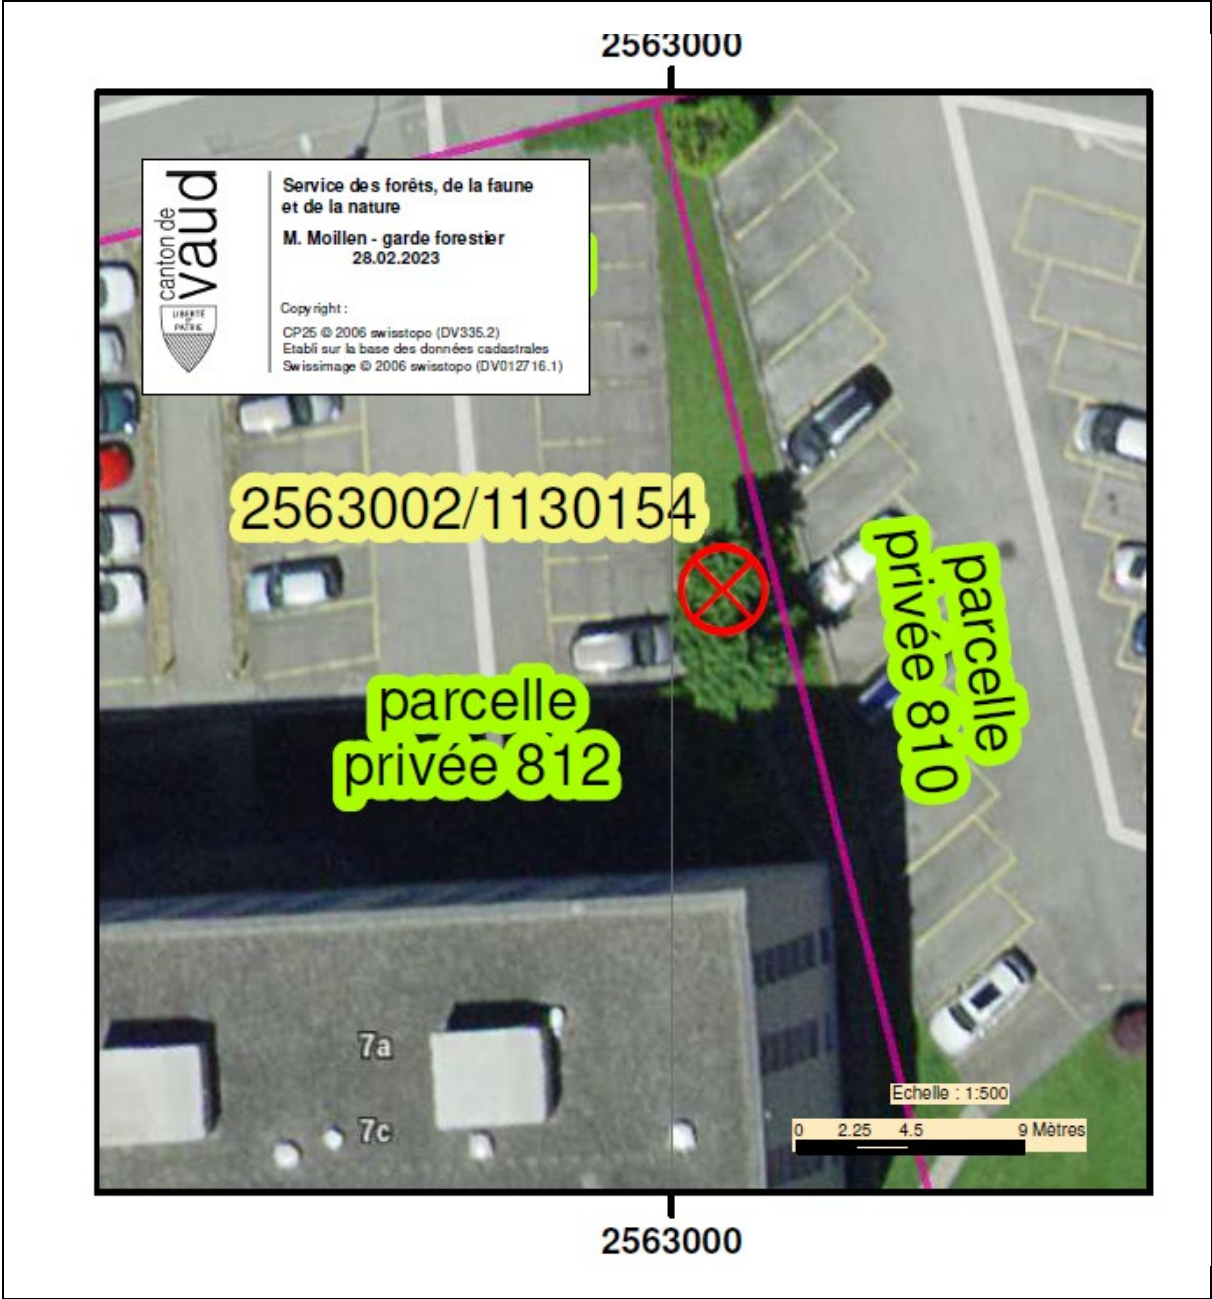 2563000
canton de
vaud
LIBERTÉ
ET
PATRIE
Service des forêts, de la faune
et de la nature
M. Moillen - garde forestier
28.02.2023
Copyright :
CP25 © 2006 swisstopo (DV335.2)
Etabli sur la base des données cadastrales
Swissimage © 2006 swisstopo (DV012716.1)
2563002/1130154
parcelle
privée 810
parcelle
privée 812
7a
7c
Echelle : 1:500
0 2.25 4.5 9 Mètres
2563000